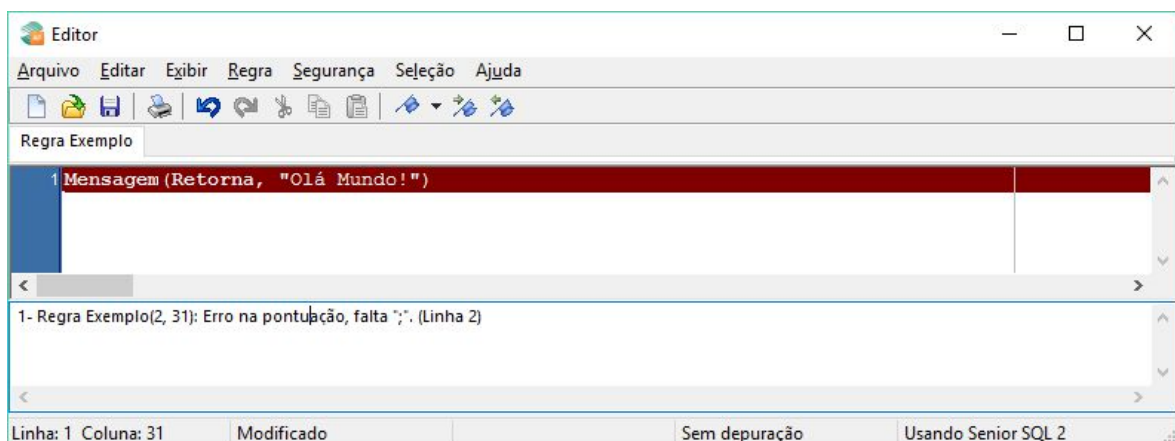 Editor
Arquivo Editar Exibir Regra Segurança Seleção Ajuda
Regra Exemplo
1 Mensagem(Retorna, "Olá Mundo!")
1- Regra Exemplo(2, 31): Erro na pontuação, falta ";". (Linha 2)
Linha: 1 Coluna: 31 Modificado Sem depuração Usando Senior SQL 2